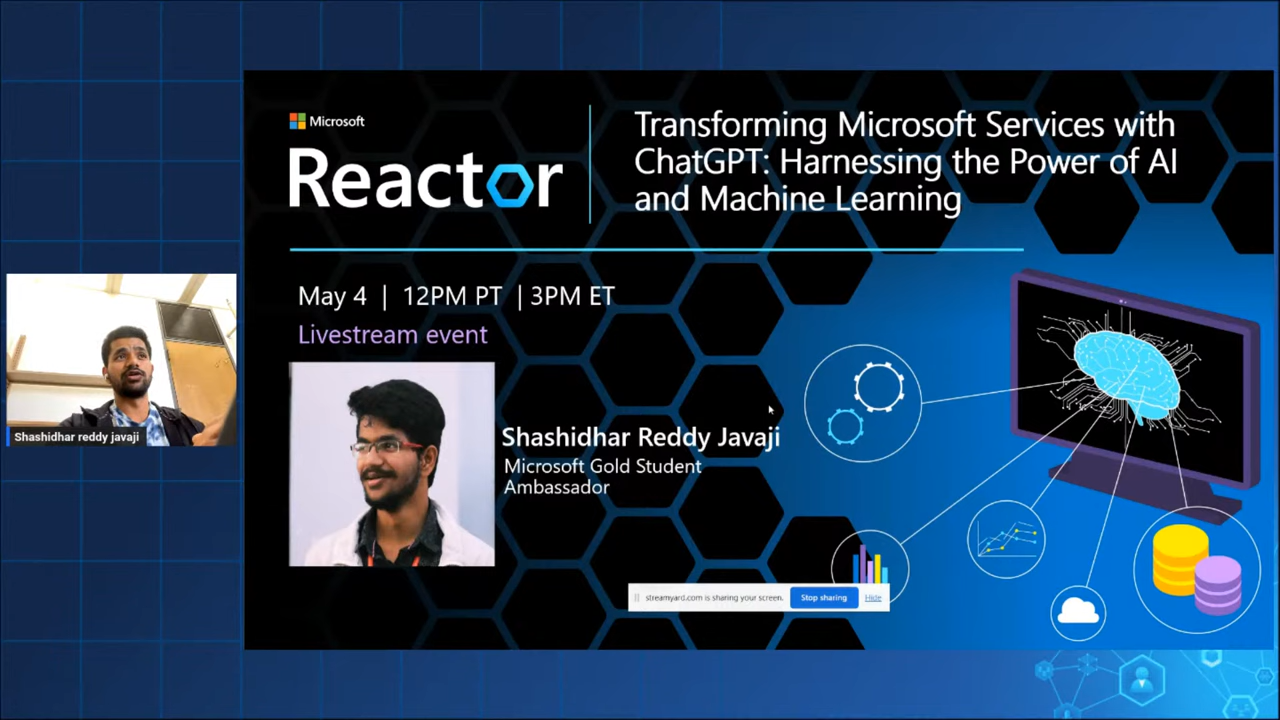 Microsoft
Reactor
Transforming Microsoft Services with
ChatGPT: Harnessing the Power of AI
and Machine Learning
May 4 | 12PM PT | 3PM ET
Livestream event
Shashidhar Reddy Javaji
Microsoft Gold Student
Ambassador
Shashidhar reddy javaji
streamyard.com is sharing your screen.
Stop sharing
Hide